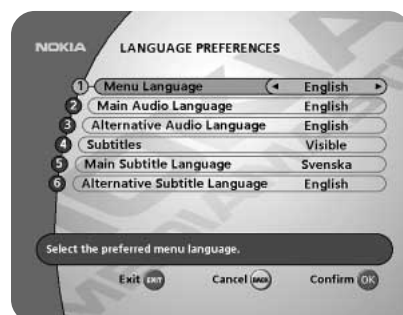 NOKIA LANGUAGE PREFERENCES
1 Menu Language English
2 Main Audio Language English
3 Alternative Audio Language English
4 Subtitles Visible
5 Main Subtitle Language Svenska
6 Alternative Subtitle Language English
Select the preferred menu language.
Exit EXIT Cancel BACK Confirm OK